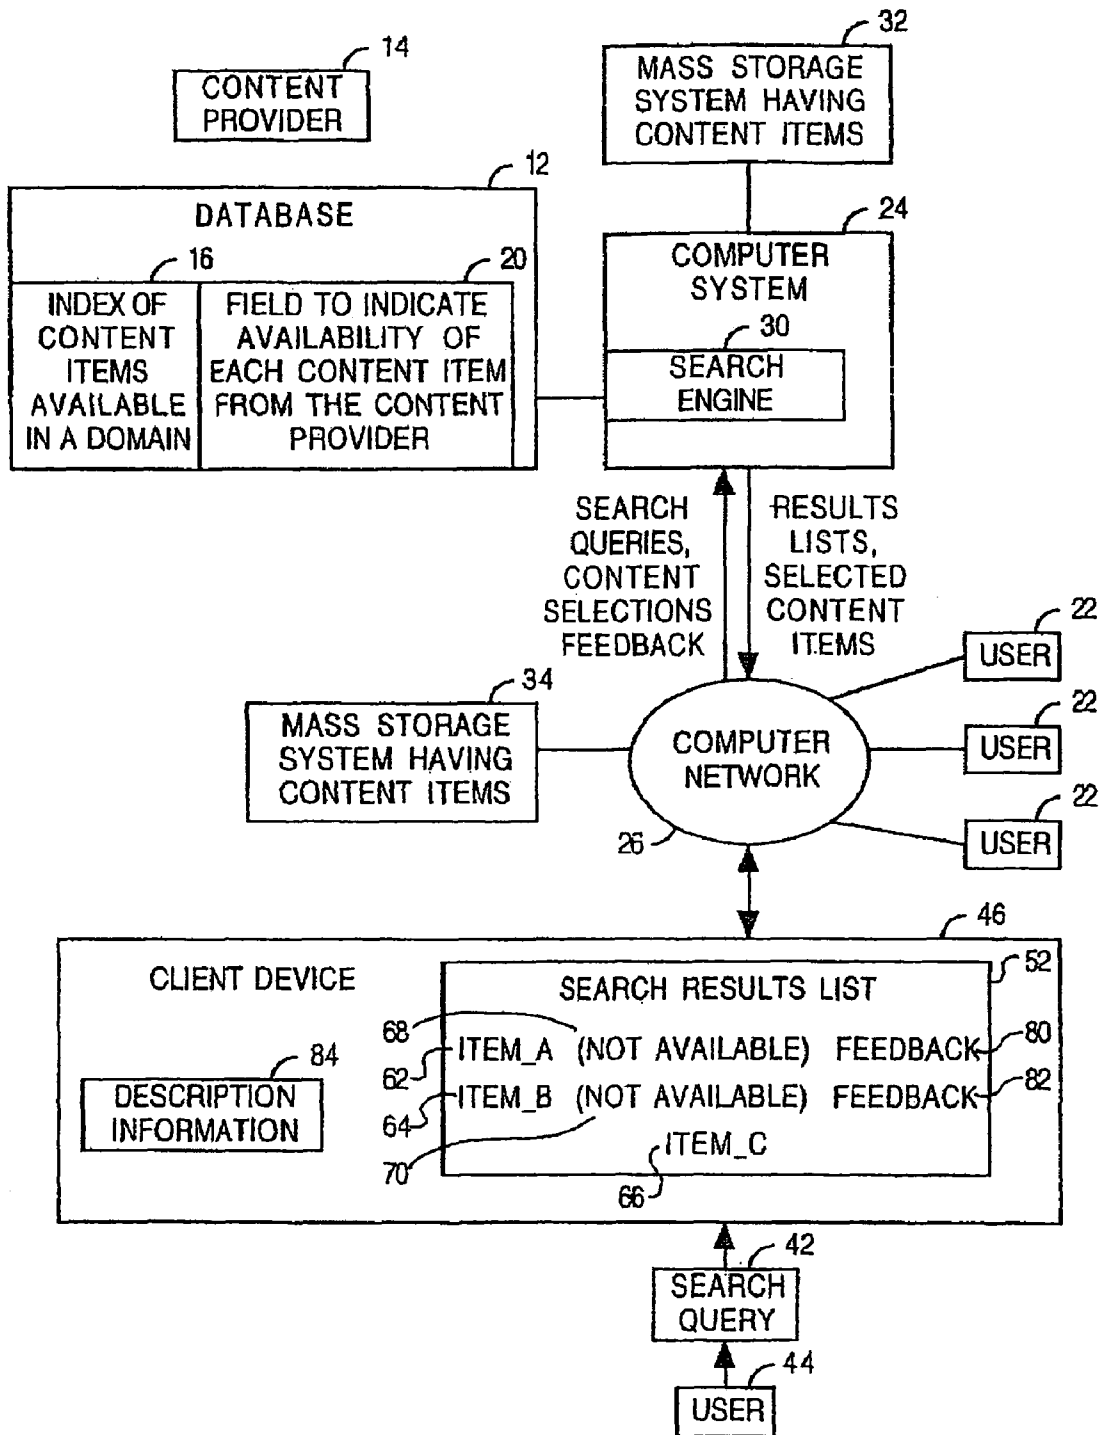 14
CONTENT
PROVIDER
32
MASS STORAGE
SYSTEM HAVING
CONTENT ITEMS
12
DATABASE
16
INDEX OF
CONTENT
ITEMS
AVAILABLE
IN A DOMAIN
20
FIELD TO INDICATE
AVAILABILITY OF
EACH CONTENT ITEM
FROM THE CONTENT
PROVIDER
24
COMPUTER
SYSTEM
30
SEARCH
ENGINE
SEARCH
QUERIES,
CONTENT
SELECTIONS
FEEDBACK
RESULTS
LISTS,
SELECTED
CONTENT
ITEMS
22
USER
22
USER
22
USER
34
MASS STORAGE
SYSTEM HAVING
CONTENT ITEMS
COMPUTER
NETWORK
26
46
CLIENT DEVICE
52
SEARCH RESULTS LIST
68
ITEM_A (NOT AVAILABLE) FEEDBACK 80
62
ITEM_B (NOT AVAILABLE) FEEDBACK 82
64
70
ITEM_C
66
84
DESCRIPTION
INFORMATION
42
SEARCH
QUERY
44
USER